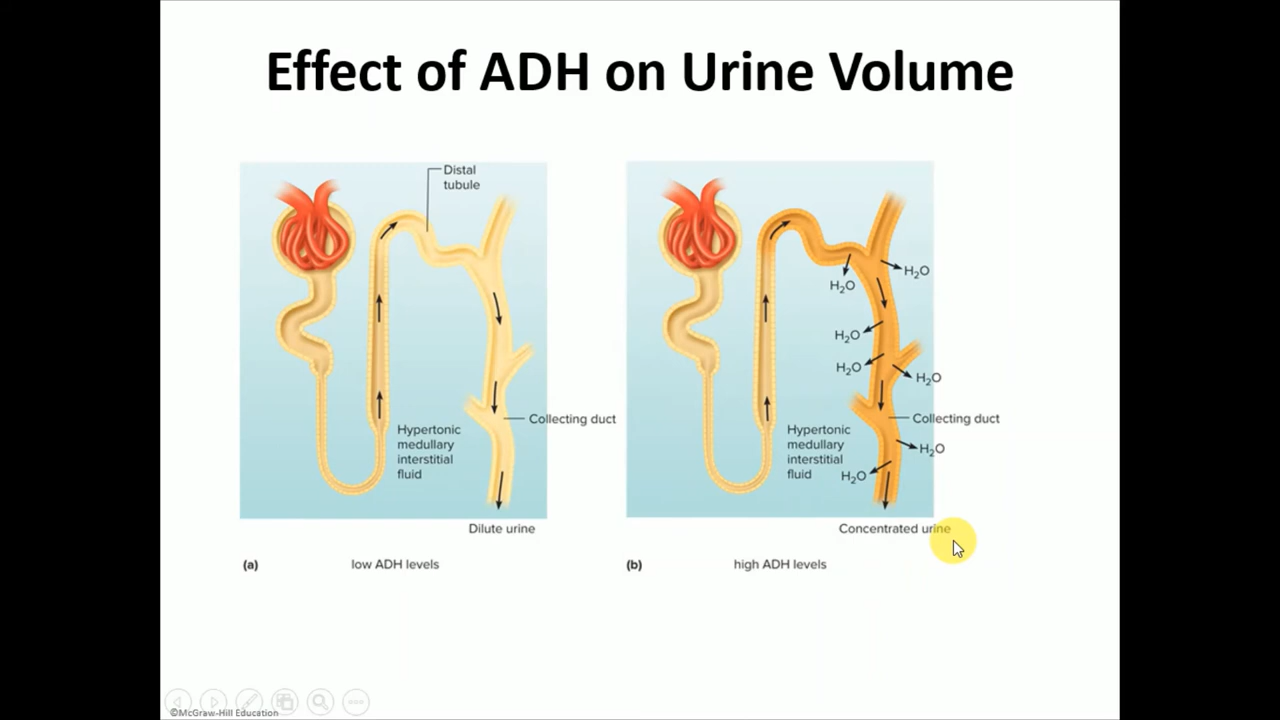 Effect of ADH on Urine Volume
Distal
tubule
Collecting duct
Hypertonic
medullary
interstitial
fluid
Dilute urine
(a) low ADH levels
H₂O
H₂O
H₂O
H₂O
H₂O
Collecting duct
Hypertonic
medullary
interstitial
fluid
H₂O
H₂O
Concentrated urine
(b) high ADH levels
©McGraw-Hill Education